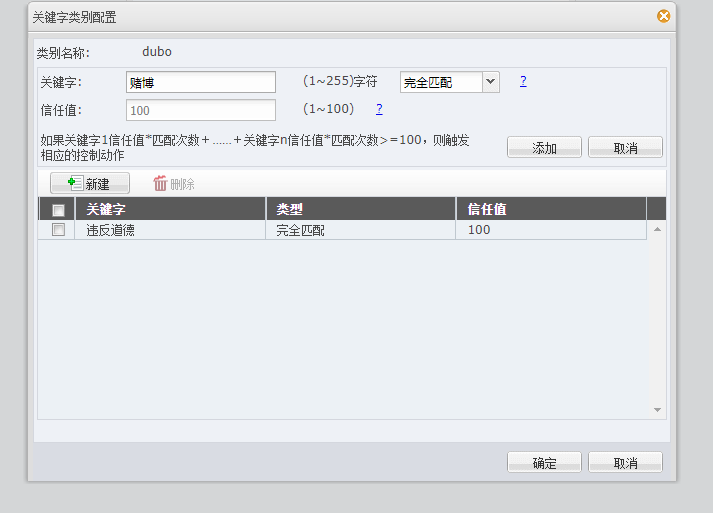 关键字类别配置
类别名称: dubo
关键字: 赌博 (1~255)字符 完全匹配 ?
信任值: 100 (1~100) ?
如果关键字1信任值*匹配次数＋……＋关键字n信任值*匹配次数>=100，则触发
相应的控制动作
添加 取消
新建 删除
关键字 类型 信任值
违反道德 完全匹配 100
确定 取消